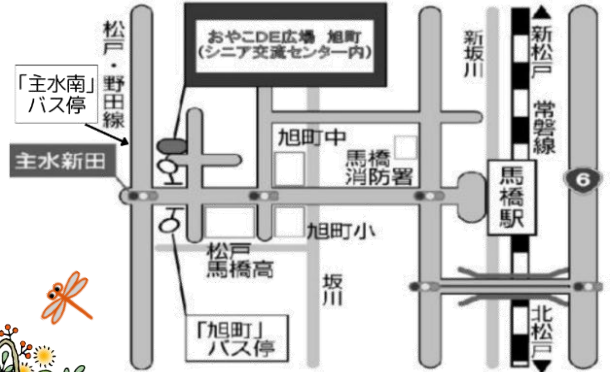 おやこDE広場 旭町
(シニア交流センター内)
松戸・野田線
「主水南」
バス停
主水新田
旭町中
馬橋
消防署
新坂川
新松戸
常磐線
6
馬橋駅
旭町小
松戸
馬橋高
坂川
「旭町」
バス停
北松戸